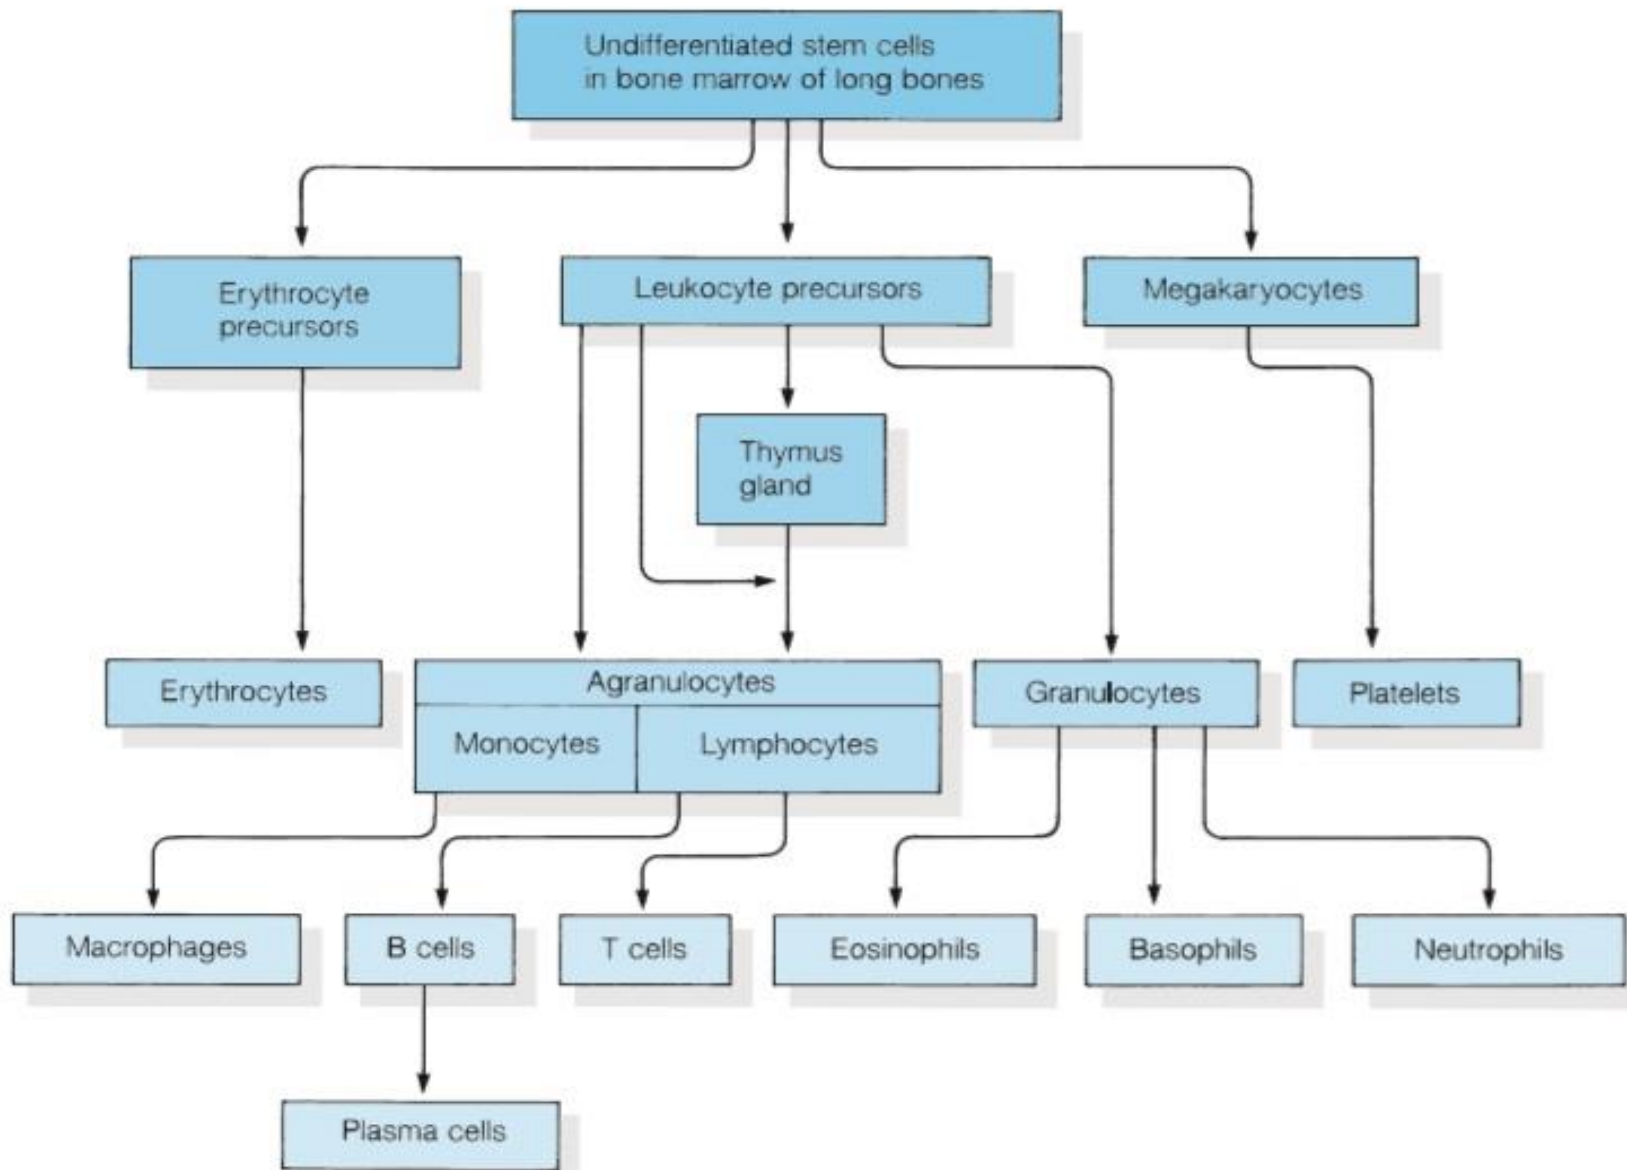 Undifferentiated stem cells
in bone marrow of long bones
Erythrocyte
precursors
Leukocyte precursors
Megakaryocytes
Thymus
gland
Erythrocytes
Agranulocytes
Monocytes
Lymphocytes
Granulocytes
Platelets
Macrophages
B cells
T cells
Eosinophils
Basophils
Neutrophils
Plasma cells